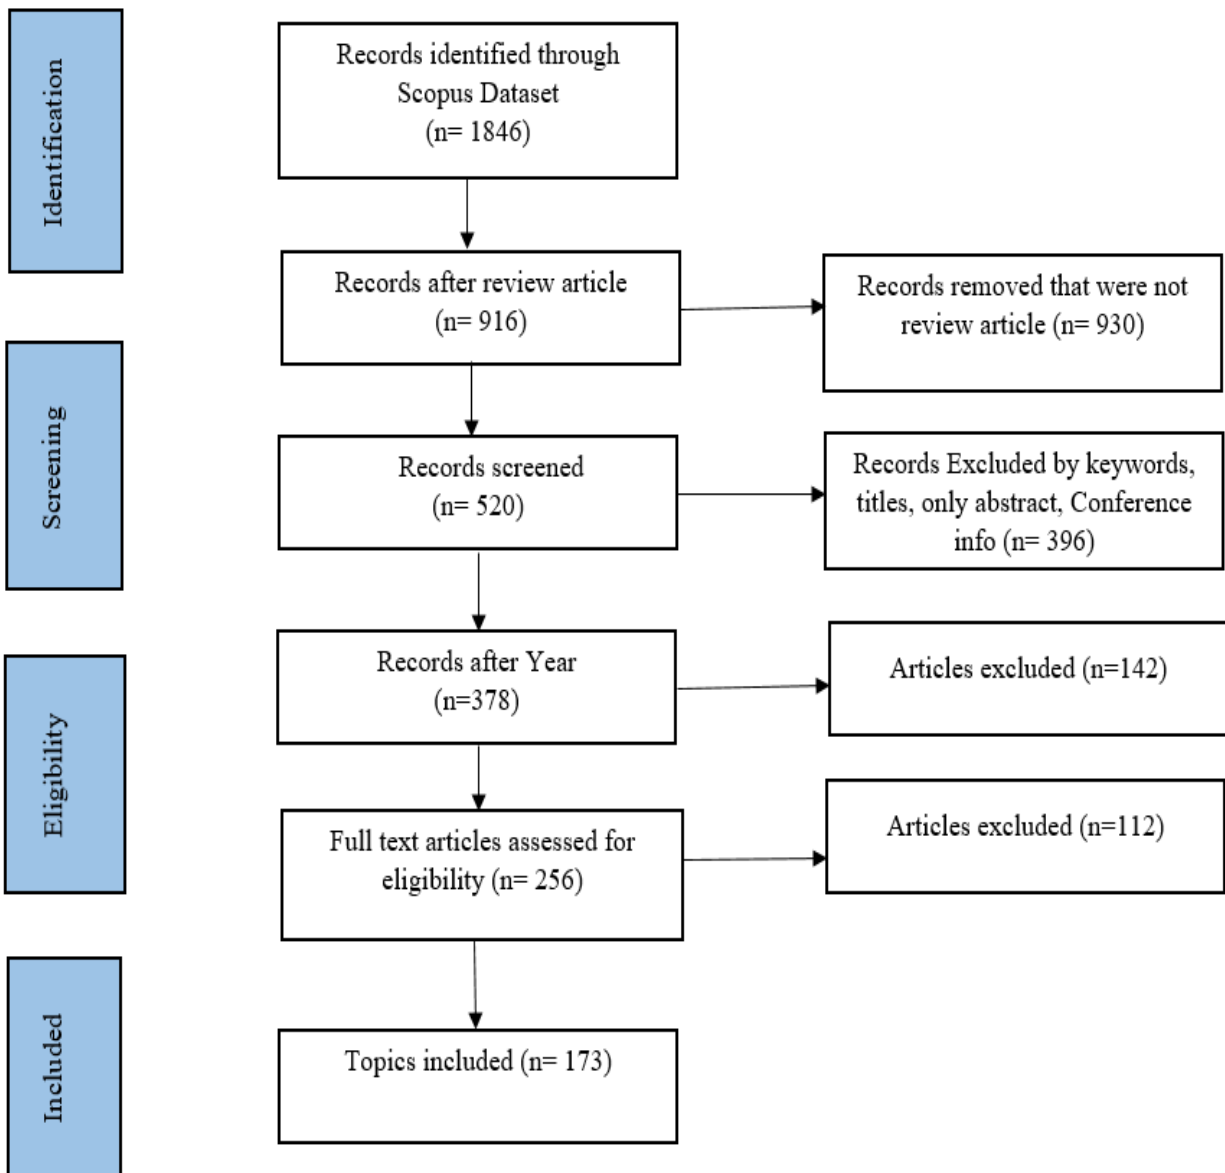 Identification
Records identified through
Scopus Dataset
(n= 1846)
Records after review article
(n= 916)
Records removed that were not
review article (n= 930)
Screening
Records screened
(n= 520)
Records Excluded by keywords,
titles, only abstract, Conference
info (n= 396)
Eligibility
Records after Year
(n=378)
Articles excluded (n=142)
Full text articles assessed for
eligibility (n= 256)
Articles excluded (n=112)
Included
Topics included (n= 173)